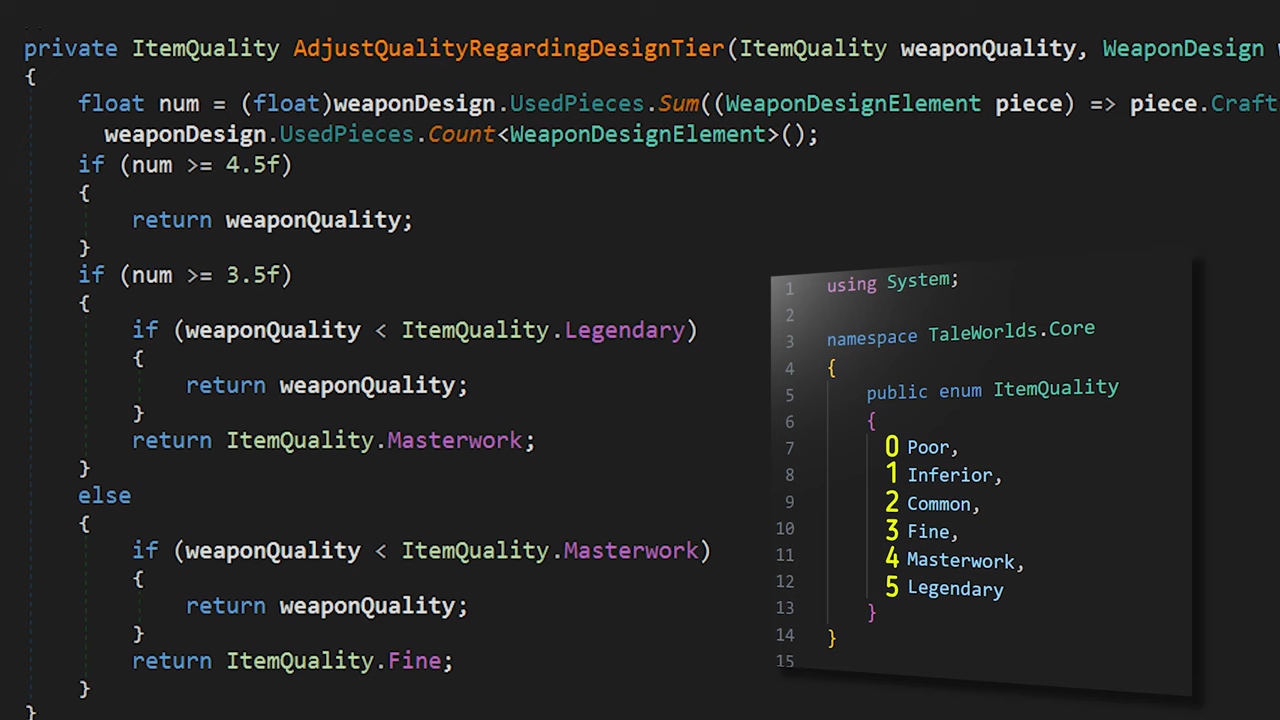 private ItemQuality AdjustQualityRegardingDesignTier(ItemQuality weaponQuality, WeaponDesign
{
float num = (float)weaponDesign.UsedPieces.Sum((WeaponDesignElement piece) => piece.Craft
weaponDesign.UsedPieces.Count<WeaponDesignElement>();
if (num >= 4.5f)
{
return weaponQuality;
}
if (num >= 3.5f)
{
if (weaponQuality < ItemQuality.Legendary)
{
return weaponQuality;
}
return ItemQuality.Masterwork;
}
else
{
if (weaponQuality < ItemQuality.Masterwork)
{
return weaponQuality;
}
return ItemQuality.Fine;
}
}
1 using System;
2
3 namespace TaleWorlds.Core
4 {
5 public enum ItemQuality
6 {
7 0 Poor,
8 1 Inferior,
9 2 Common,
10 3 Fine,
11 4 Masterwork,
12 5 Legendary
13 }
14 }
15